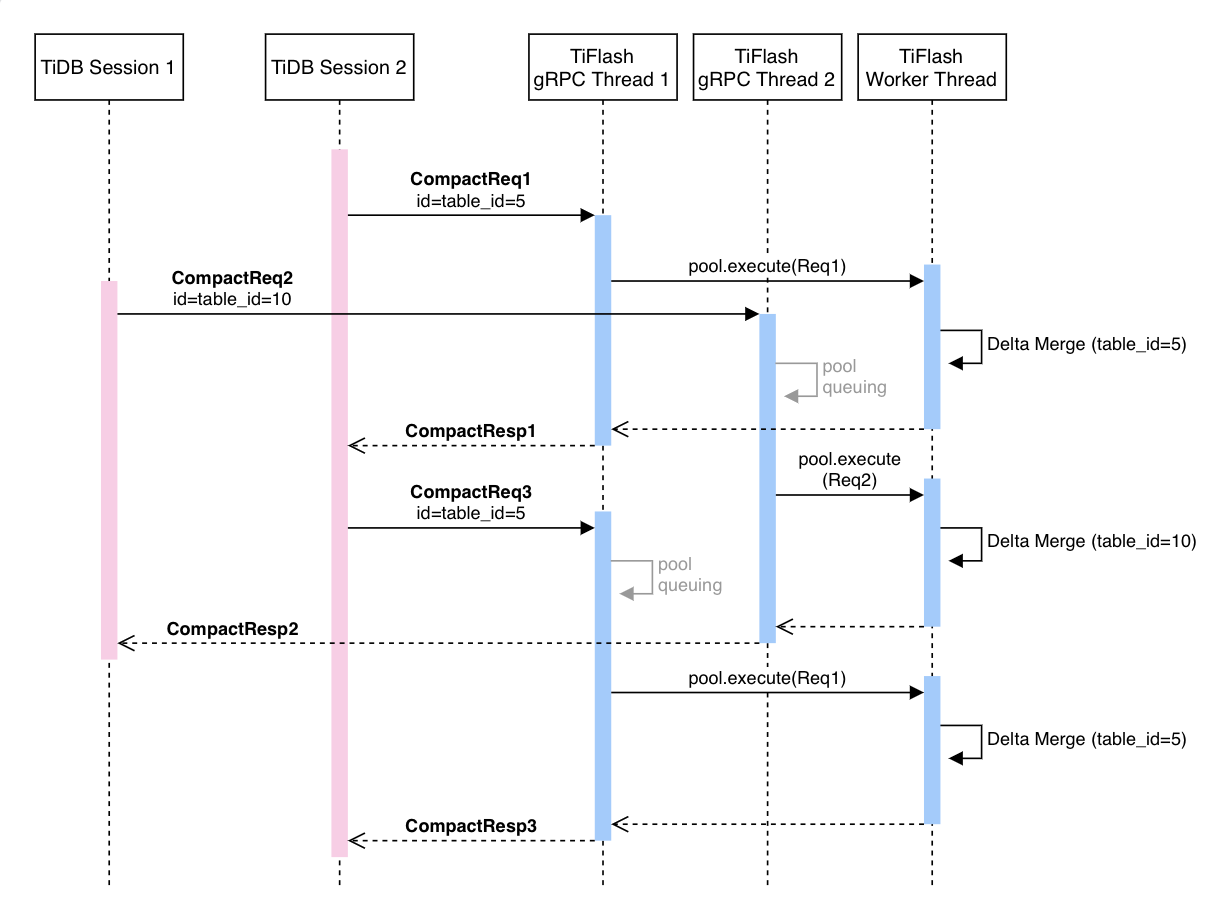 TiDB Session 1
TiDB Session 2
TiFlash
gRPC Thread 1
TiFlash
gRPC Thread 2
TiFlash
Worker Thread
CompactReq1
id=table_id=5
pool.execute(Req1)
CompactReq2
id=table_id=10
Delta Merge (table_id=5)
pool
queuing
CompactResp1
pool.execute
(Req2)
CompactReq3
id=table_id=5
Delta Merge (table_id=10)
pool
queuing
CompactResp2
pool.execute(Req1)
Delta Merge (table_id=5)
CompactResp3